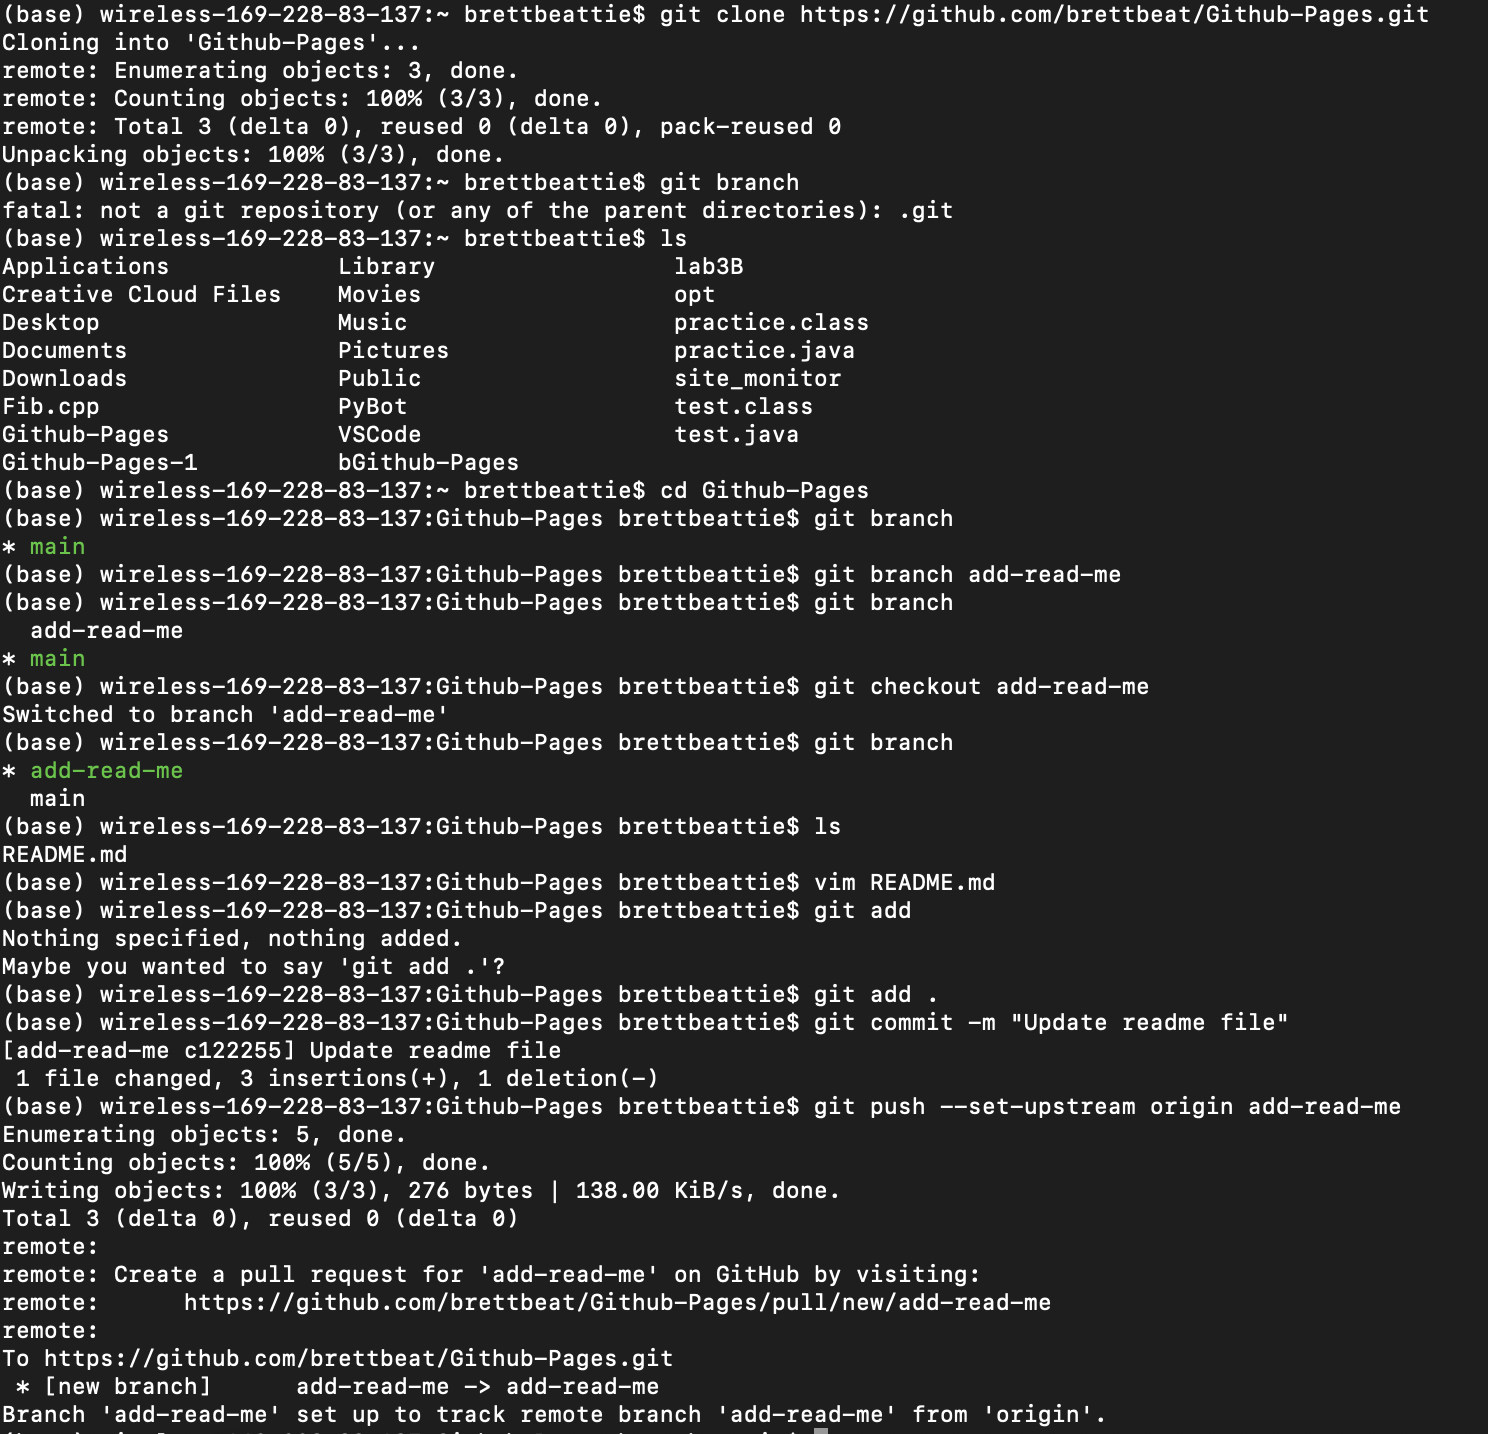 (base) wireless-169-228-83-137:~ brettbeattie$ git clone https://github.com/brettbeat/Github-Pages.git
Cloning into 'Github-Pages'...
remote: Enumerating objects: 3, done.
remote: Counting objects: 100% (3/3), done.
remote: Total 3 (delta 0), reused 0 (delta 0), pack-reused 0
Unpacking objects: 100% (3/3), done.
(base) wireless-169-228-83-137:~ brettbeattie$ git branch
fatal: not a git repository (or any of the parent directories): .git
(base) wireless-169-228-83-137:~ brettbeattie$ ls
Applications            Library                 lab3B
Creative Cloud Files    Movies                  opt
Desktop                 Music                   practice.class
Documents               Pictures                practice.java
Downloads               Public                  site_monitor
Fib.cpp                 PyBot                   test.class
Github-Pages            VSCode                  test.java
Github-Pages-1          bGithub-Pages
(base) wireless-169-228-83-137:~ brettbeattie$ cd Github-Pages
(base) wireless-169-228-83-137:Github-Pages brettbeattie$ git branch
* main
(base) wireless-169-228-83-137:Github-Pages brettbeattie$ git branch add-read-me
(base) wireless-169-228-83-137:Github-Pages brettbeattie$ git branch
  add-read-me
* main
(base) wireless-169-228-83-137:Github-Pages brettbeattie$ git checkout add-read-me
Switched to branch 'add-read-me'
(base) wireless-169-228-83-137:Github-Pages brettbeattie$ git branch
* add-read-me
  main
(base) wireless-169-228-83-137:Github-Pages brettbeattie$ ls
README.md
(base) wireless-169-228-83-137:Github-Pages brettbeattie$ vim README.md
(base) wireless-169-228-83-137:Github-Pages brettbeattie$ git add
Nothing specified, nothing added.
Maybe you wanted to say 'git add .'?
(base) wireless-169-228-83-137:Github-Pages brettbeattie$ git add .
(base) wireless-169-228-83-137:Github-Pages brettbeattie$ git commit -m "Update readme file"
[add-read-me c122255] Update readme file
 1 file changed, 3 insertions(+), 1 deletion(-)
(base) wireless-169-228-83-137:Github-Pages brettbeattie$ git push --set-upstream origin add-read-me
Enumerating objects: 5, done.
Counting objects: 100% (5/5), done.
Writing objects: 100% (3/3), 276 bytes | 138.00 KiB/s, done.
Total 3 (delta 0), reused 0 (delta 0)
remote:
remote: Create a pull request for 'add-read-me' on GitHub by visiting:
remote:      https://github.com/brettbeat/Github-Pages/pull/new/add-read-me
remote:
To https://github.com/brettbeat/Github-Pages.git
 * [new branch]      add-read-me -> add-read-me
Branch 'add-read-me' set up to track remote branch 'add-read-me' from 'origin'.